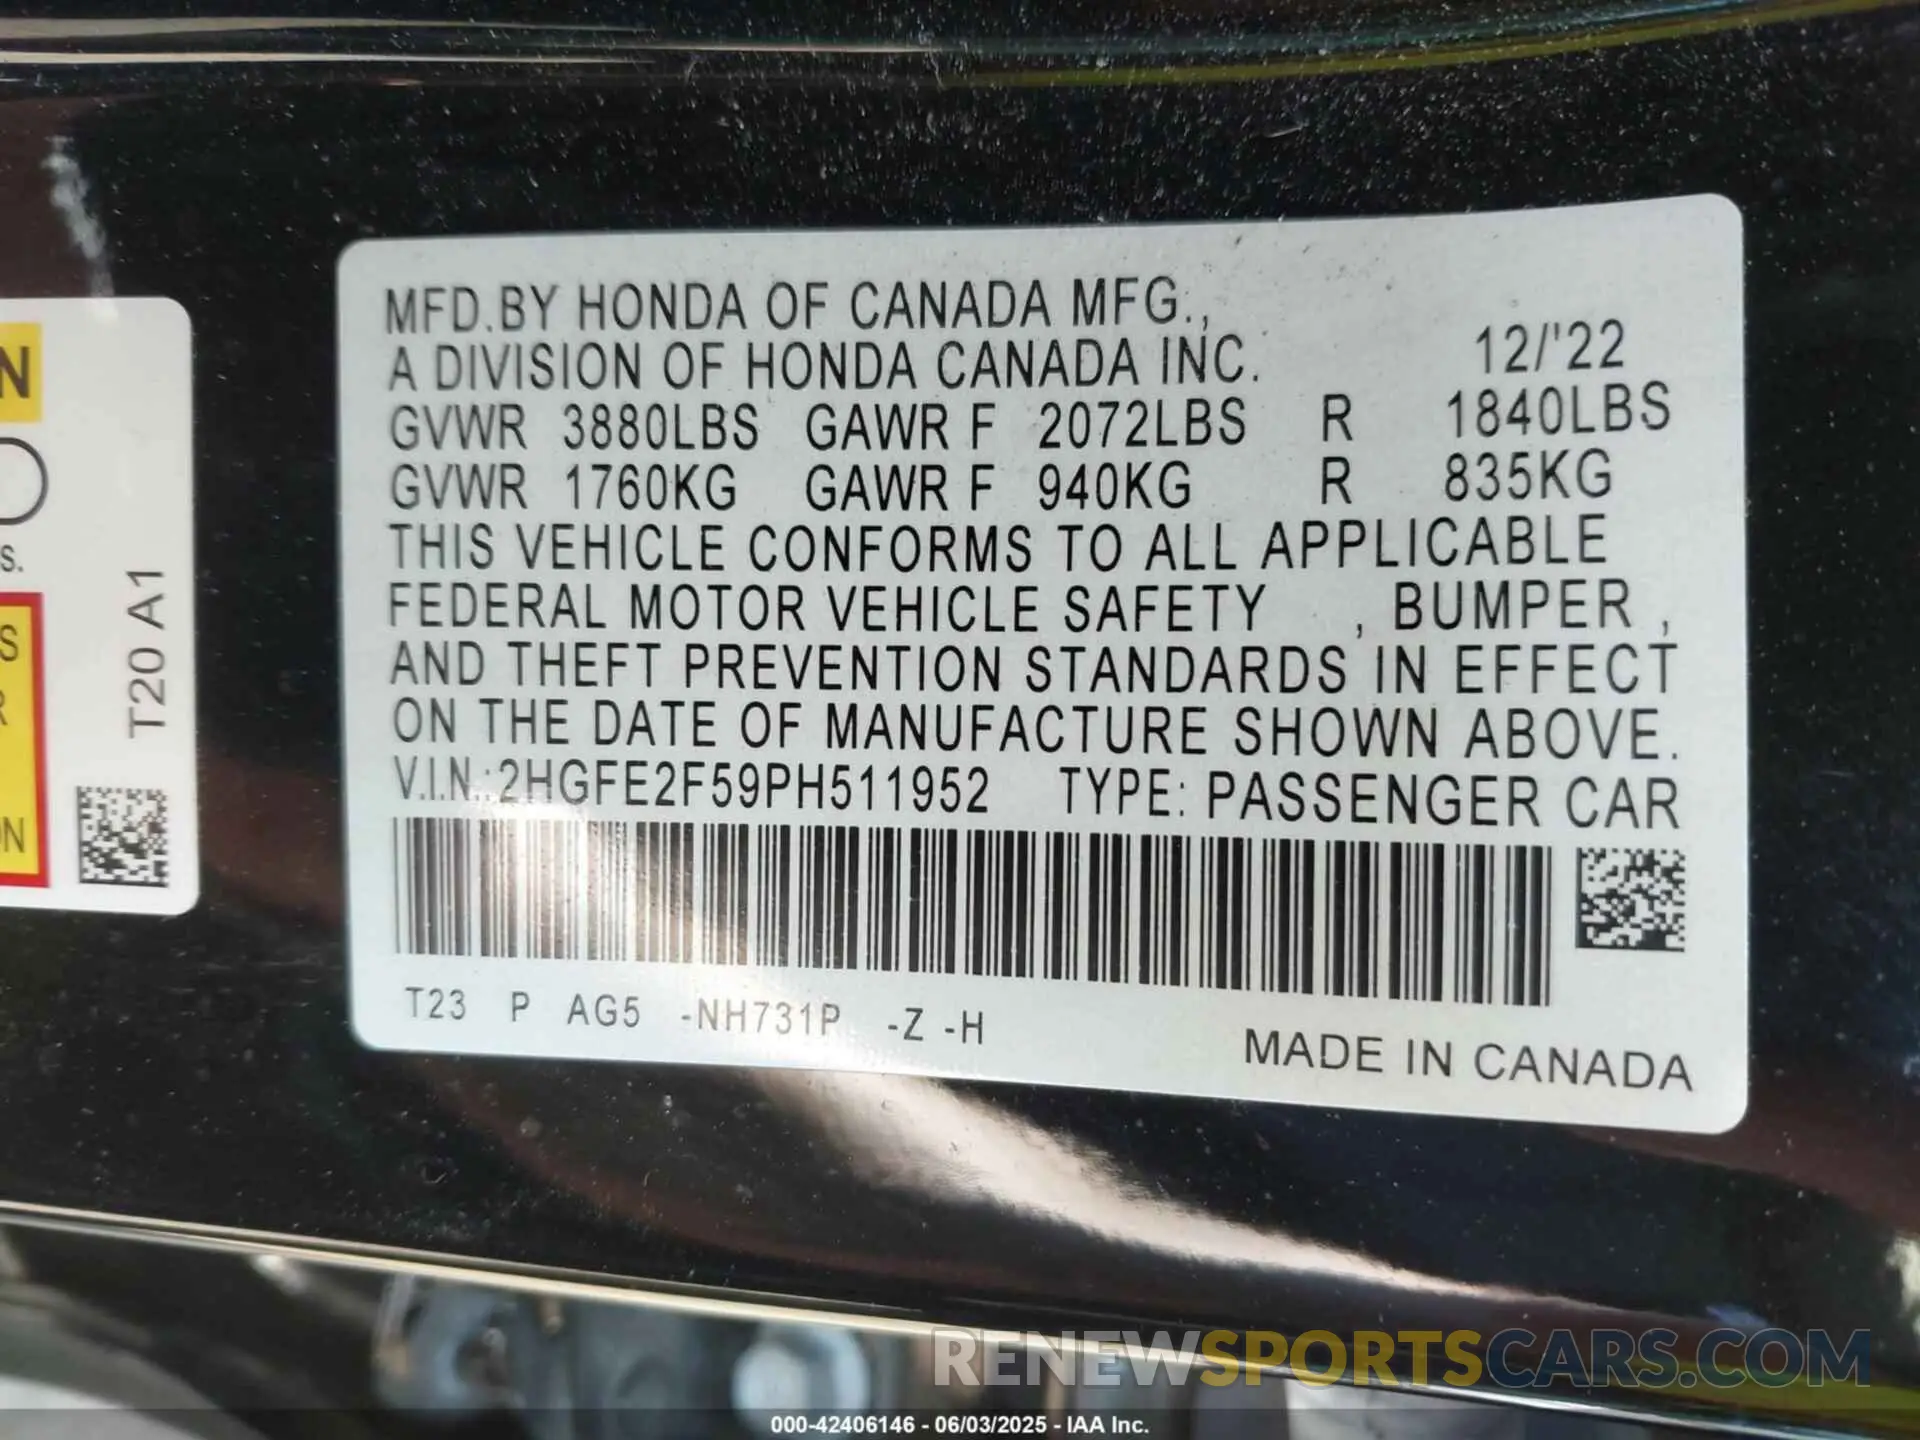 MFD.BY HONDA OF CANADA MFG.,
A DIVISION OF HONDA CANADA INC. 12/'22
GVWR 3880LBS GAWR F 2072LBS R 1840LBS
GVWR 1760KG GAWR F 940KG R 835KG
THIS VEHICLE CONFORMS TO ALL APPLICABLE
FEDERAL MOTOR VEHICLE SAFETY , BUMPER ,
AND THEFT PREVENTION STANDARDS IN EFFECT
ON THE DATE OF MANUFACTURE SHOWN ABOVE.
V.I.N.:2HGFE2F59PH511952 TYPE: PASSENGER CAR
T23 P AG5 -NH731P -Z -H
MADE IN CANADA
N
s.
S
R
ON
T20 A1
RENEWSPORTSCARS.COM
000-42406146 - 06/03/2025 - IAA Inc.